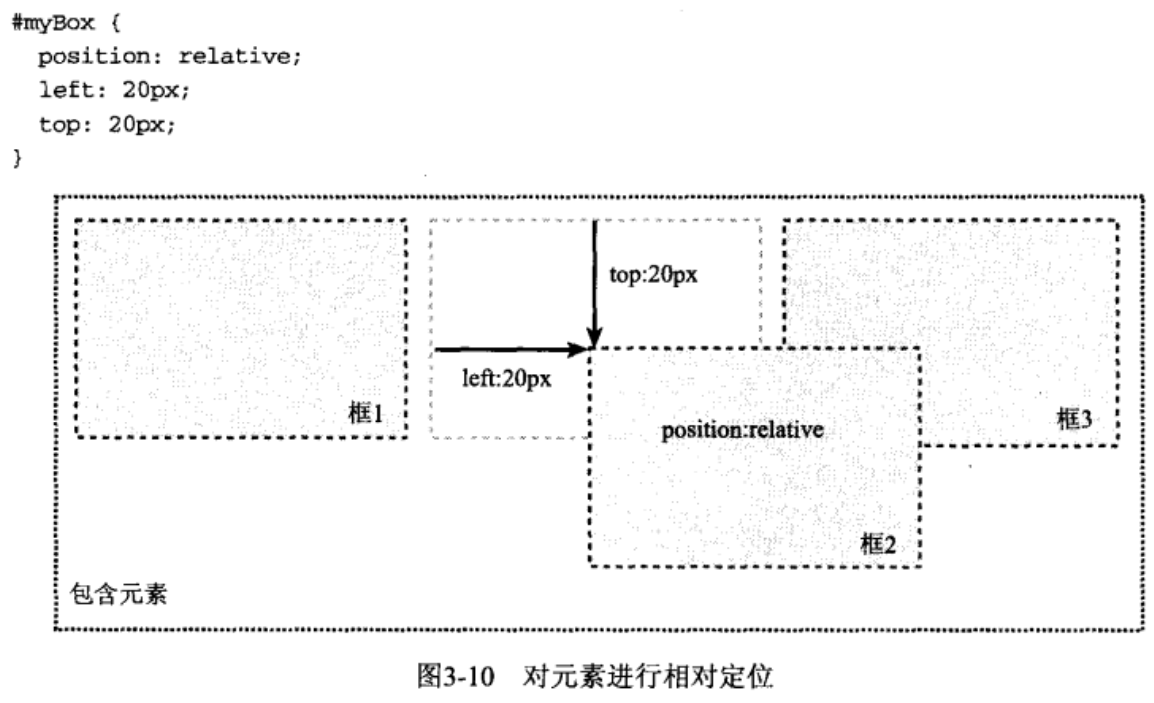 #myBox {
position: relative;
left: 20px;
top: 20px;
}
top:20px
left:20px
框1
position:relative
框3
框2
包含元素
图3-10 对元素进行相对定位